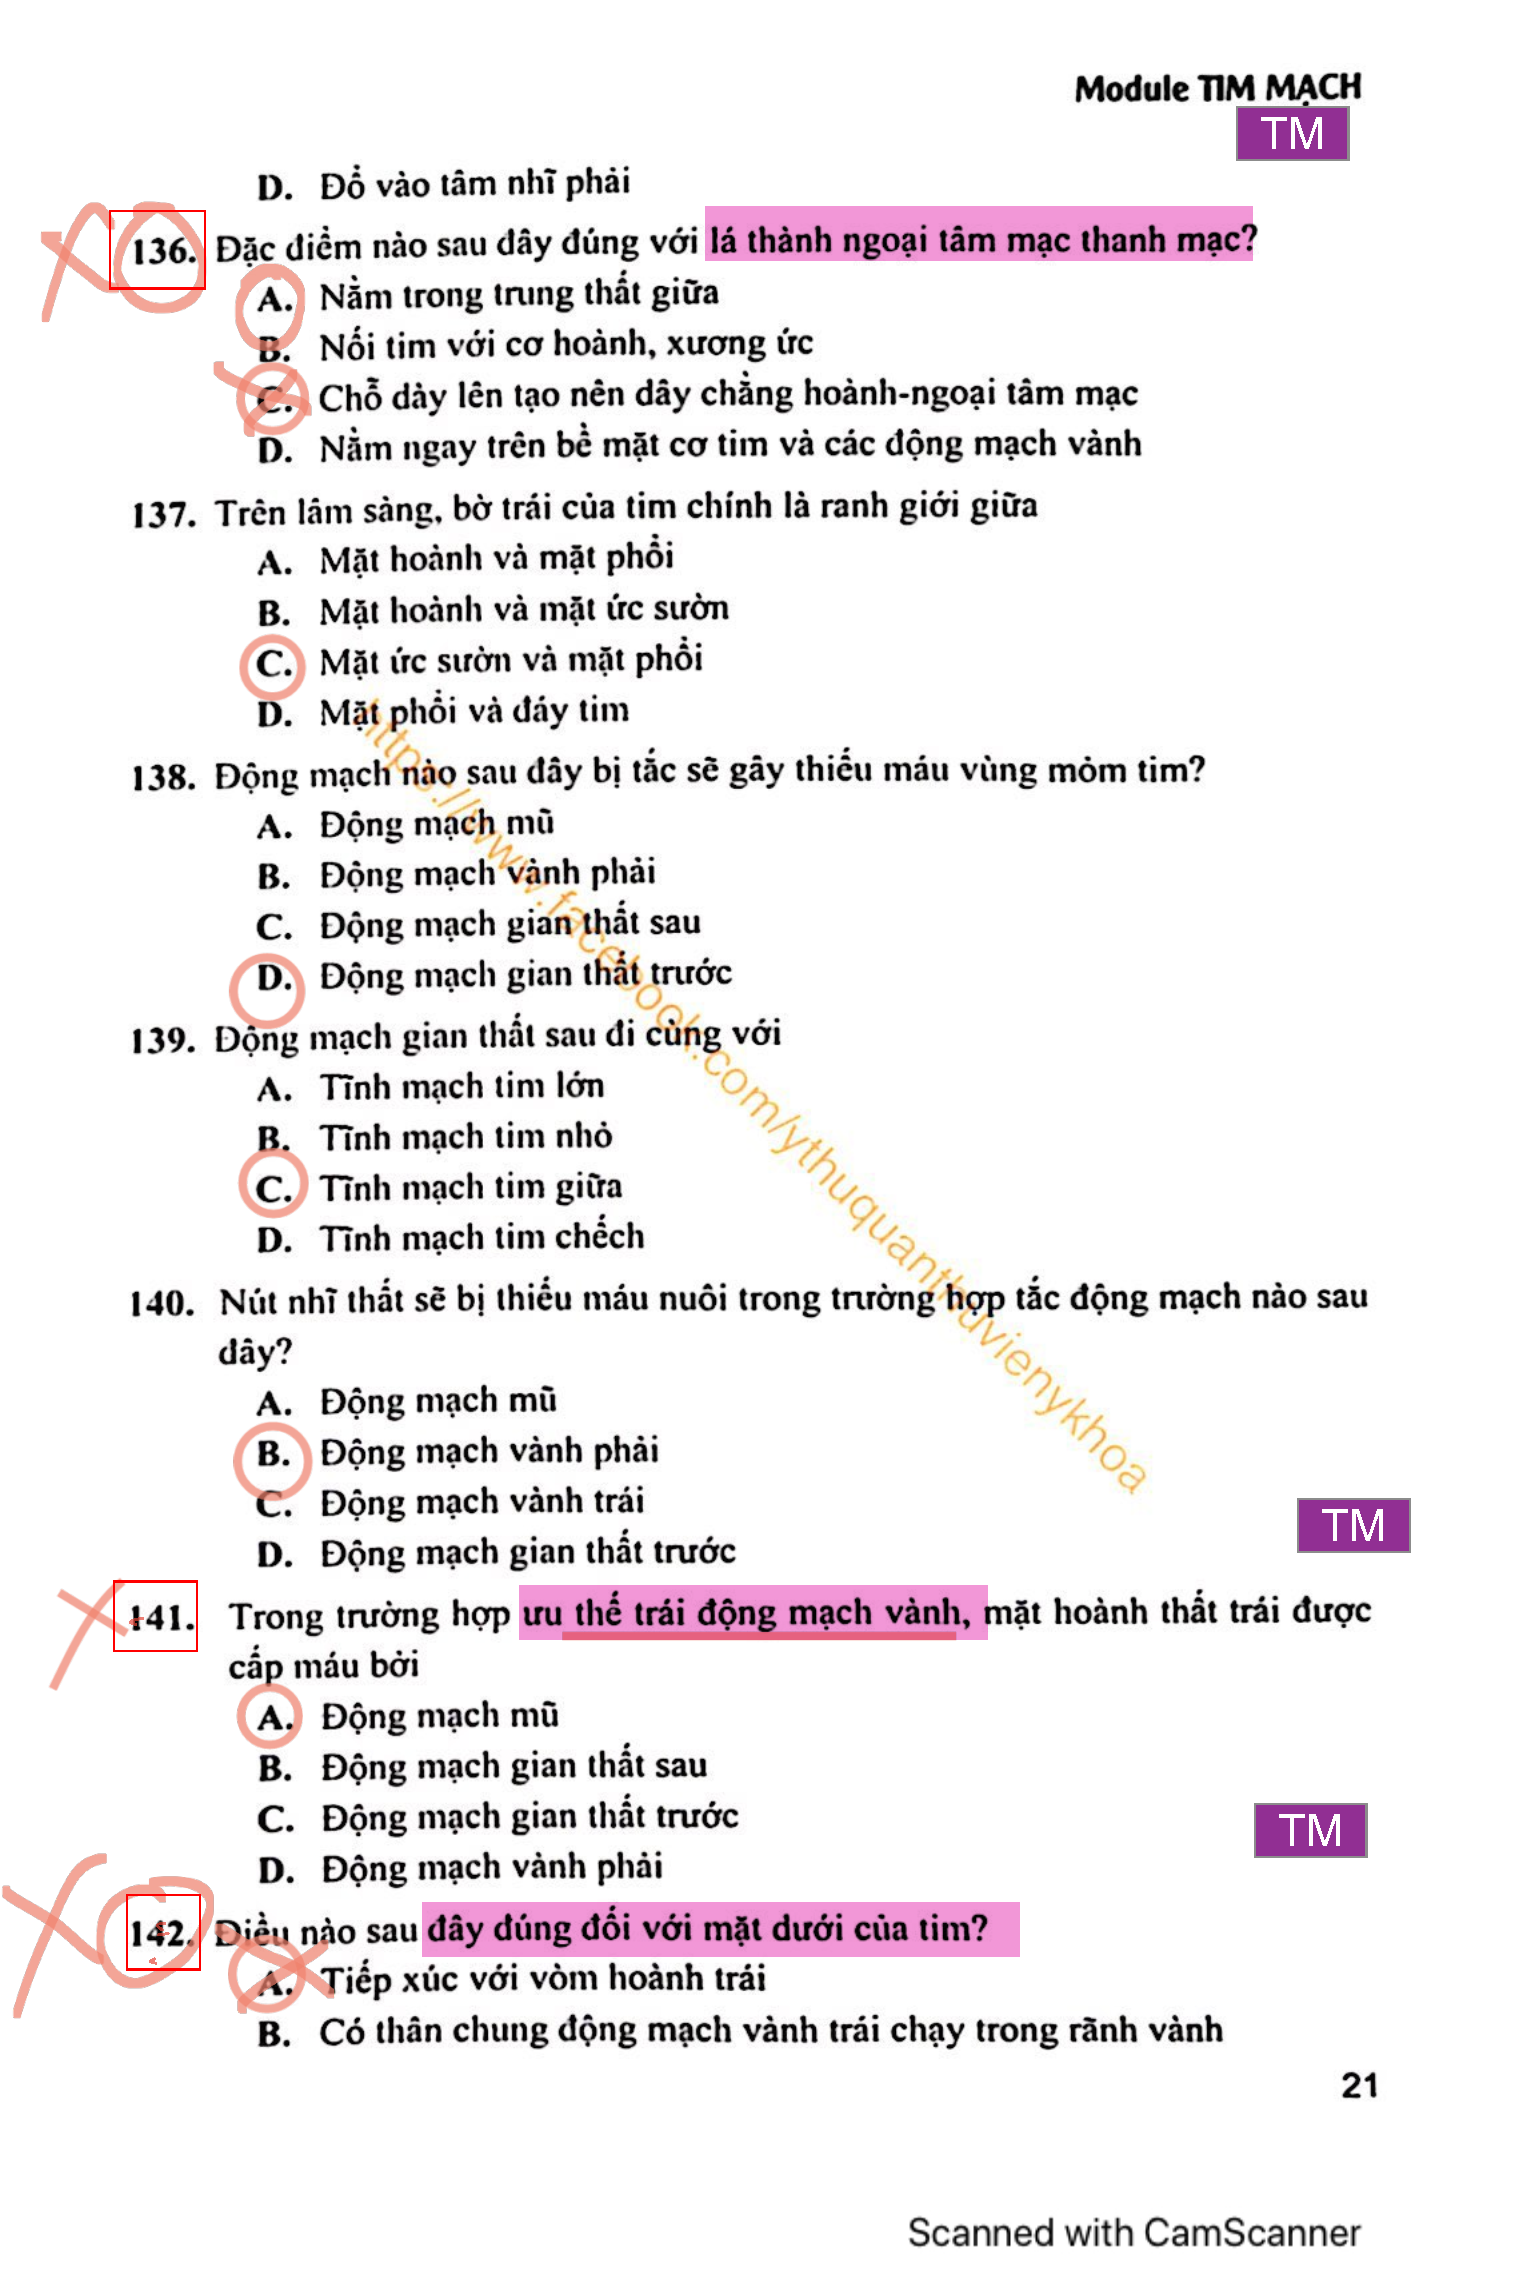 Module TIM MẠCH
TM
D. Đổ vào tâm nhĩ phải
136. Đặc điểm nào sau đây đúng với lá thành ngoại tâm mạc thanh mạc?
A. Nằm trong trung thất giữa
B. Nối tim với cơ hoành, xương ức
C. Chỗ dày lên tạo nên dây chằng hoành-ngoại tâm mạc
D. Nằm ngay trên bề mặt cơ tim và các động mạch vành
137. Trên lâm sàng, bờ trái của tim chính là ranh giới giữa
A. Mặt hoành và mặt phổi
B. Mặt hoành và mặt ức sườn
C. Mặt ức sườn và mặt phổi
D. Mặt phổi và đáy tim
https://www.facebook.com/ythuquanthuvienykhoa
138. Động mạch nào sau đây bị tắc sẽ gây thiếu máu vùng mỏm tim?
A. Động mạch mũ
B. Động mạch vành phải
C. Động mạch gian thất sau
D. Động mạch gian thất trước
139. Động mạch gian thất sau đi cùng với
A. Tĩnh mạch tim lớn
B. Tĩnh mạch tim nhỏ
C. Tĩnh mạch tim giữa
D. Tĩnh mạch tim chếch
140. Nút nhĩ thất sẽ bị thiếu máu nuôi trong trường hợp tắc động mạch nào sau
đây?
A. Động mạch mũ
B. Động mạch vành phải
C. Động mạch vành trái
D. Động mạch gian thất trước
TM
141. Trong trường hợp ưu thế trái động mạch vành, mặt hoành thất trái được
cấp máu bởi
A. Động mạch mũ
B. Động mạch gian thất sau
C. Động mạch gian thất trước
D. Động mạch vành phải
TM
142. Điều nào sau đây đúng đối với mặt dưới của tim?
A. Tiếp xúc với vòm hoành trái
B. Có thân chung động mạch vành trái chạy trong rãnh vành
21
Scanned with CamScanner